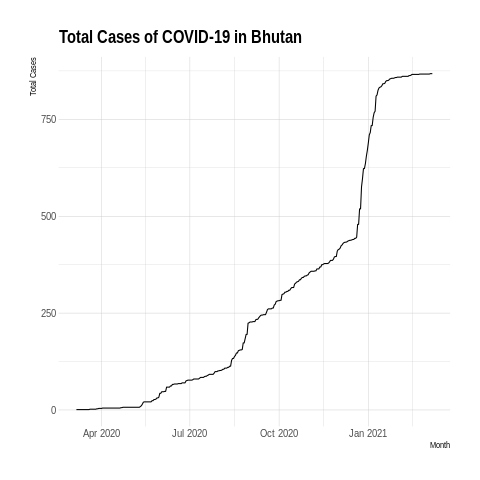 Total Cases of COVID-19 in Bhutan
Total Cases
750
500
250
0
Apr 2020 Jul 2020 Oct 2020 Jan 2021
Month